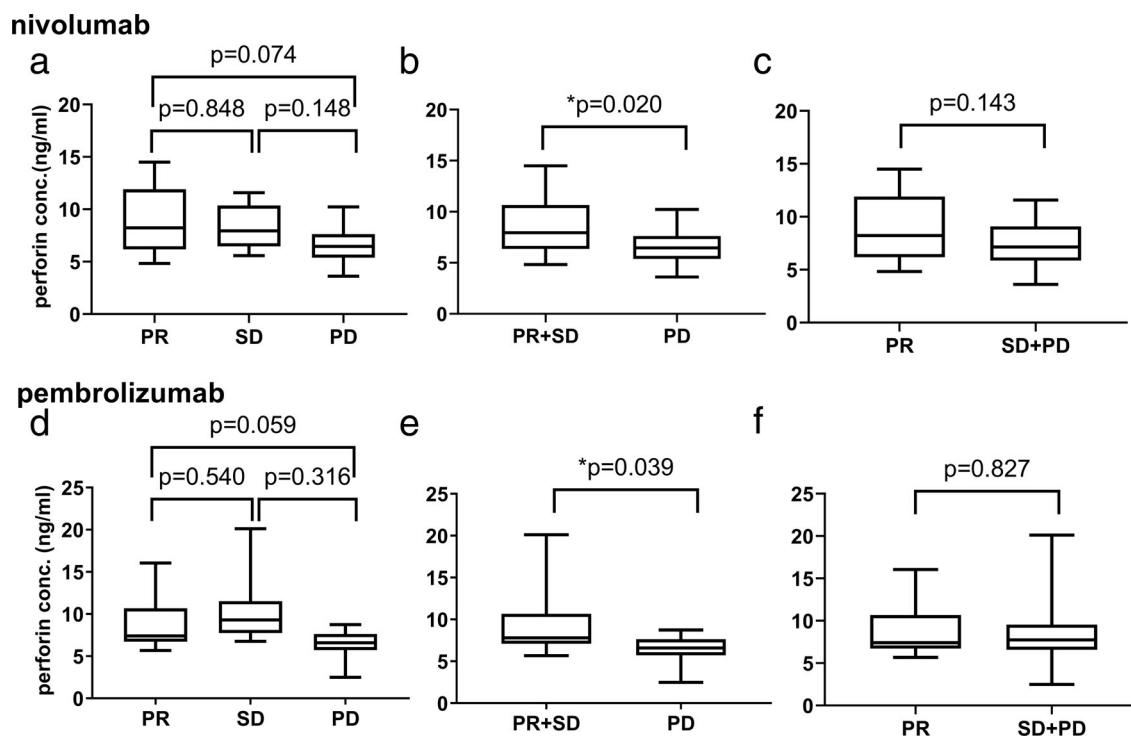 nivolumab
a
p=0.074
p=0.848
p=0.148
perforin conc.(ng/ml)
20
15
10
5
0
PR
SD
PD
b
*p=0.020
20
15
10
5
0
PR+SD
PD
c
p=0.143
20
15
10
5
0
PR
SD+PD
pembrolizumab
d
p=0.059
p=0.540
p=0.316
perforin conc. (ng/ml)
25
20
15
10
5
0
PR
SD
PD
e
*p=0.039
25
20
15
10
5
0
PR+SD
PD
f
p=0.827
25
20
15
10
5
0
PR
SD+PD